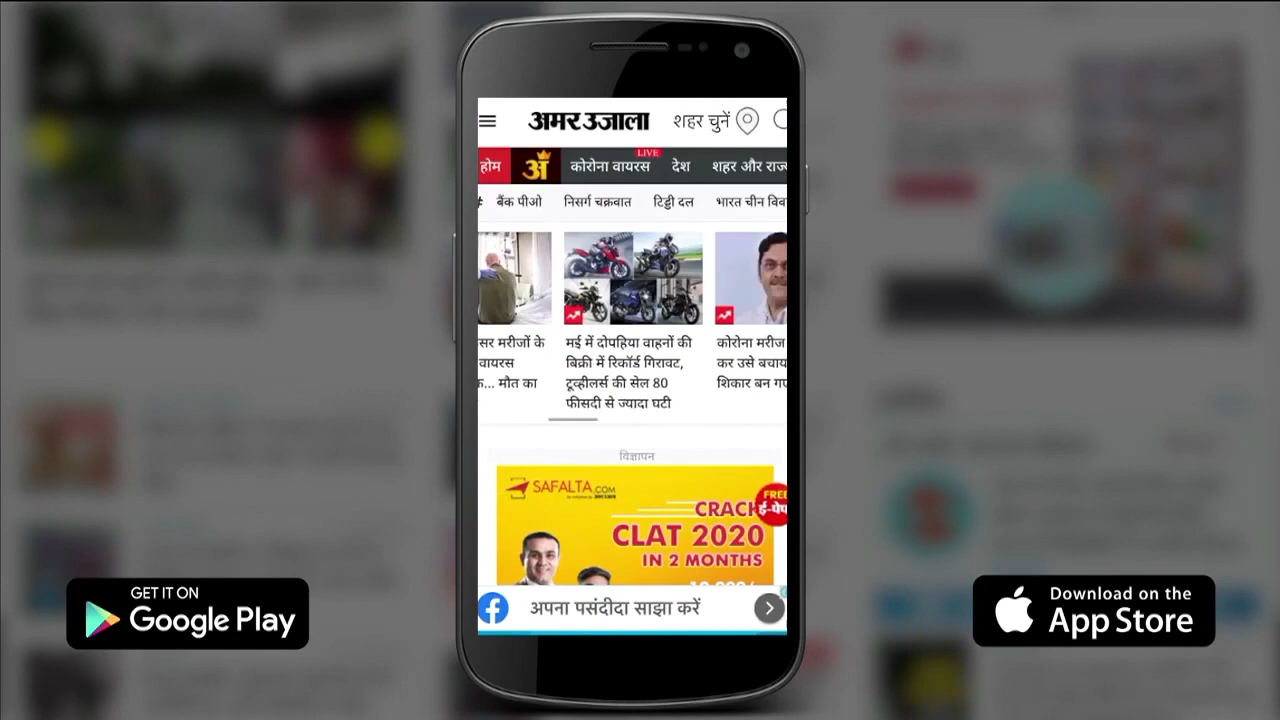 अमर उजाला
शहर चुनें
होम
अ
कोरोना वायरस
LIVE
देश
शहर और राज्
# बैंक पीओ
निसर्ग चक्रवात
टिड्डी दल
भारत चीन विवा
सर मरीजों के
वायरस
क... मौत का
मई में दोपहिया वाहनों की
बिक्री में रिकॉर्ड गिरावट,
टूव्हीलर्स की सेल 80
फीसदी से ज्यादा घटी
कोरोना मरीज
कर उसे बचाय
शिकार बन गए
विज्ञापन
SAFALTA.COM
CRACK
CLAT 2020
IN 2 MONTHS
FREE
ई-पेप
अपना पसंदीदा साझा करें
GET IT ON
Google Play
Download on the
App Store